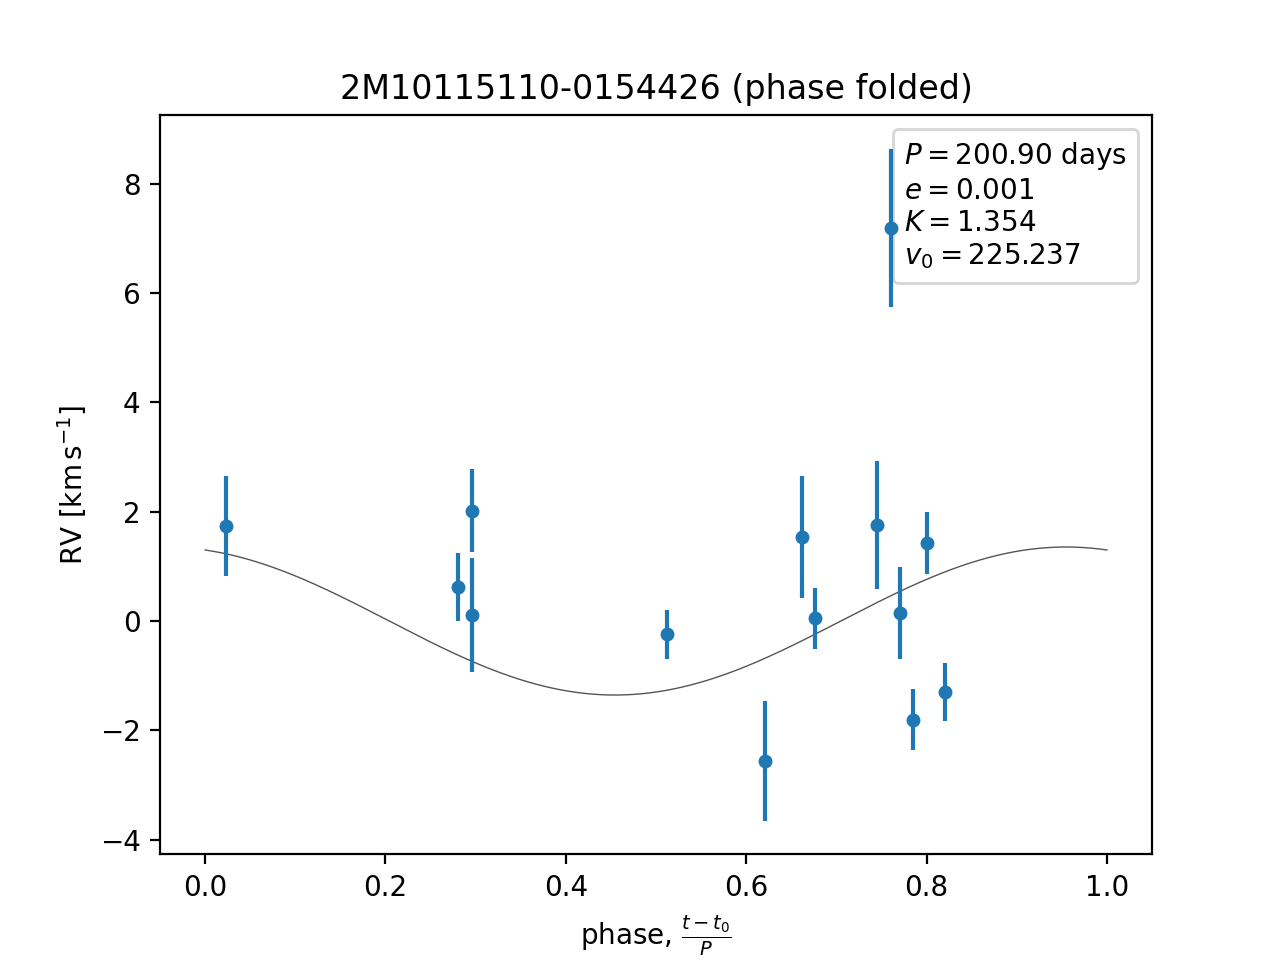 2M10115110-0154426 (phase folded)
P = 200.90 days
e = 0.001
K = 1.354
v₀ = 225.237
8
6
4
2
0
−2
−4
RV [km s⁻¹]
0.0 0.2 0.4 0.6 0.8 1.0
phase, (t − t₀)/P